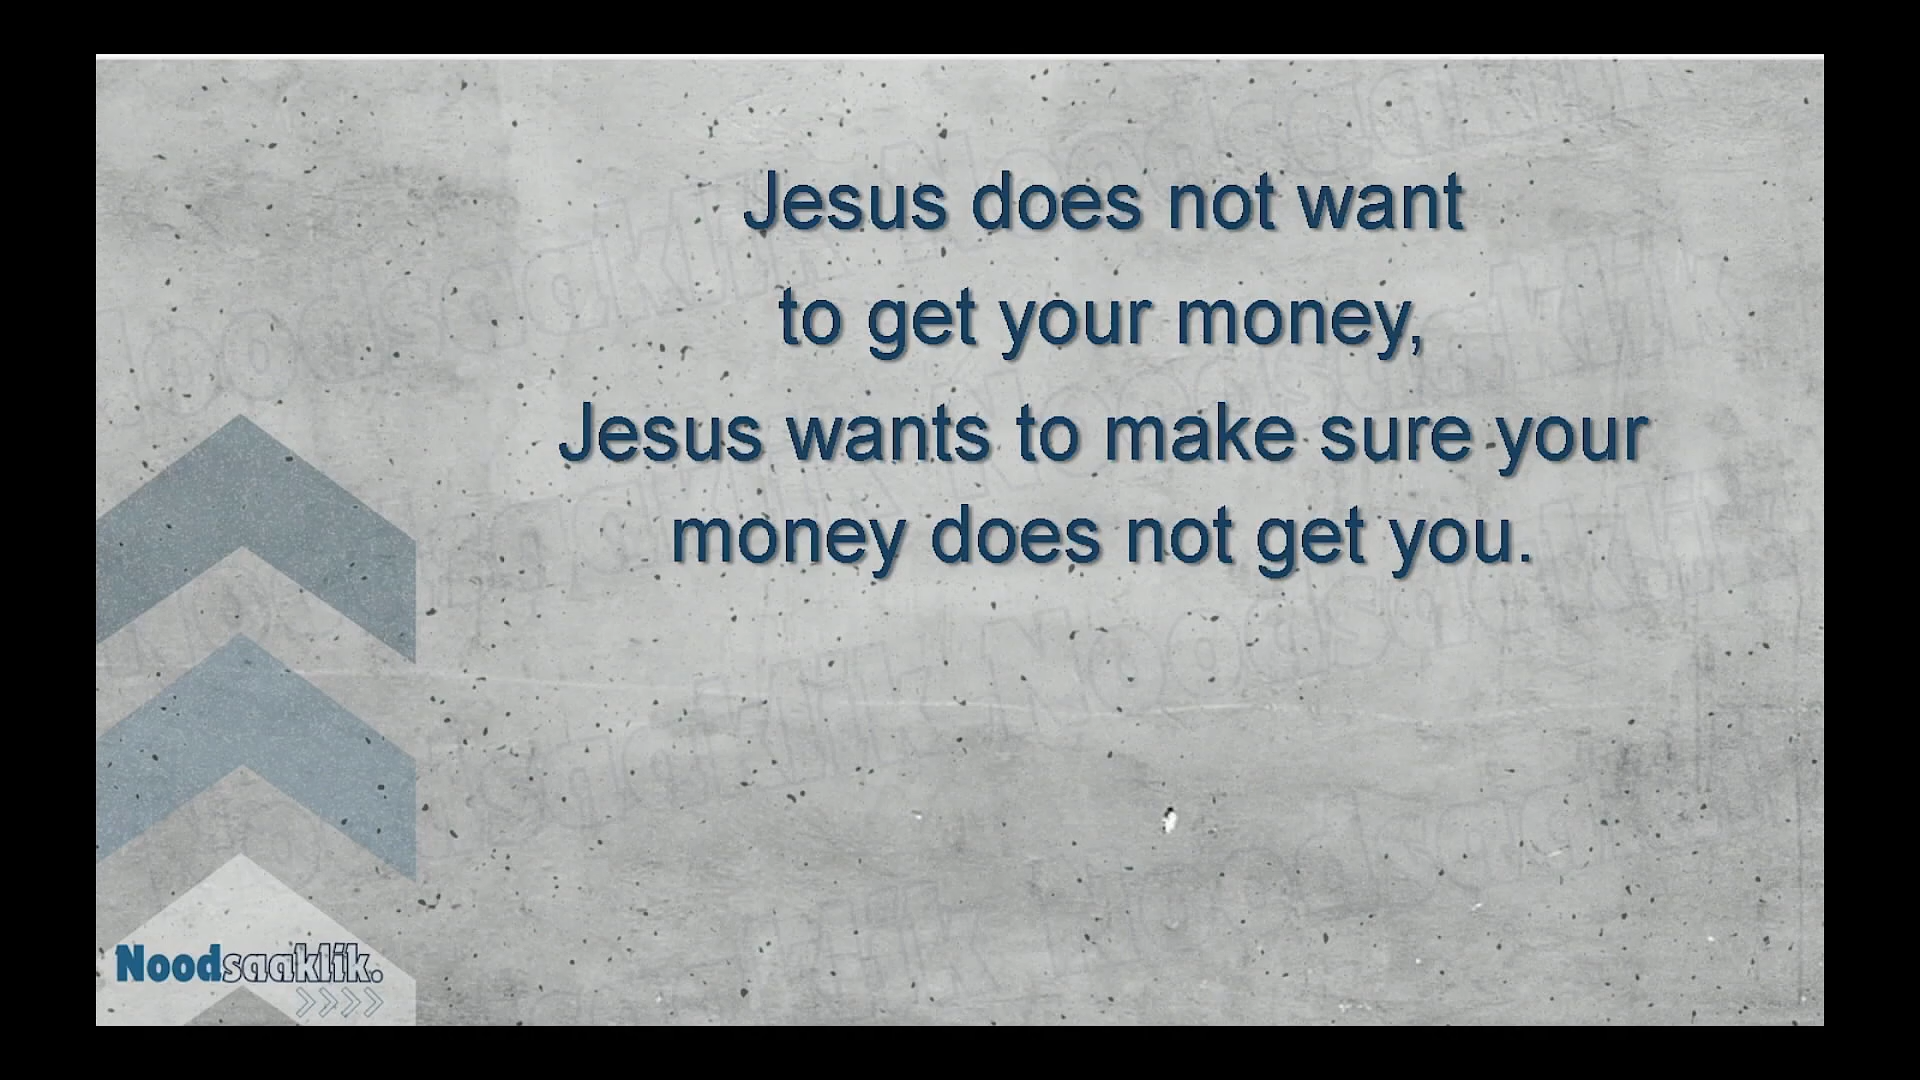 Jesus does not want
to get your money,
Jesus wants to make sure your
money does not get you.
Noodsaaklik.